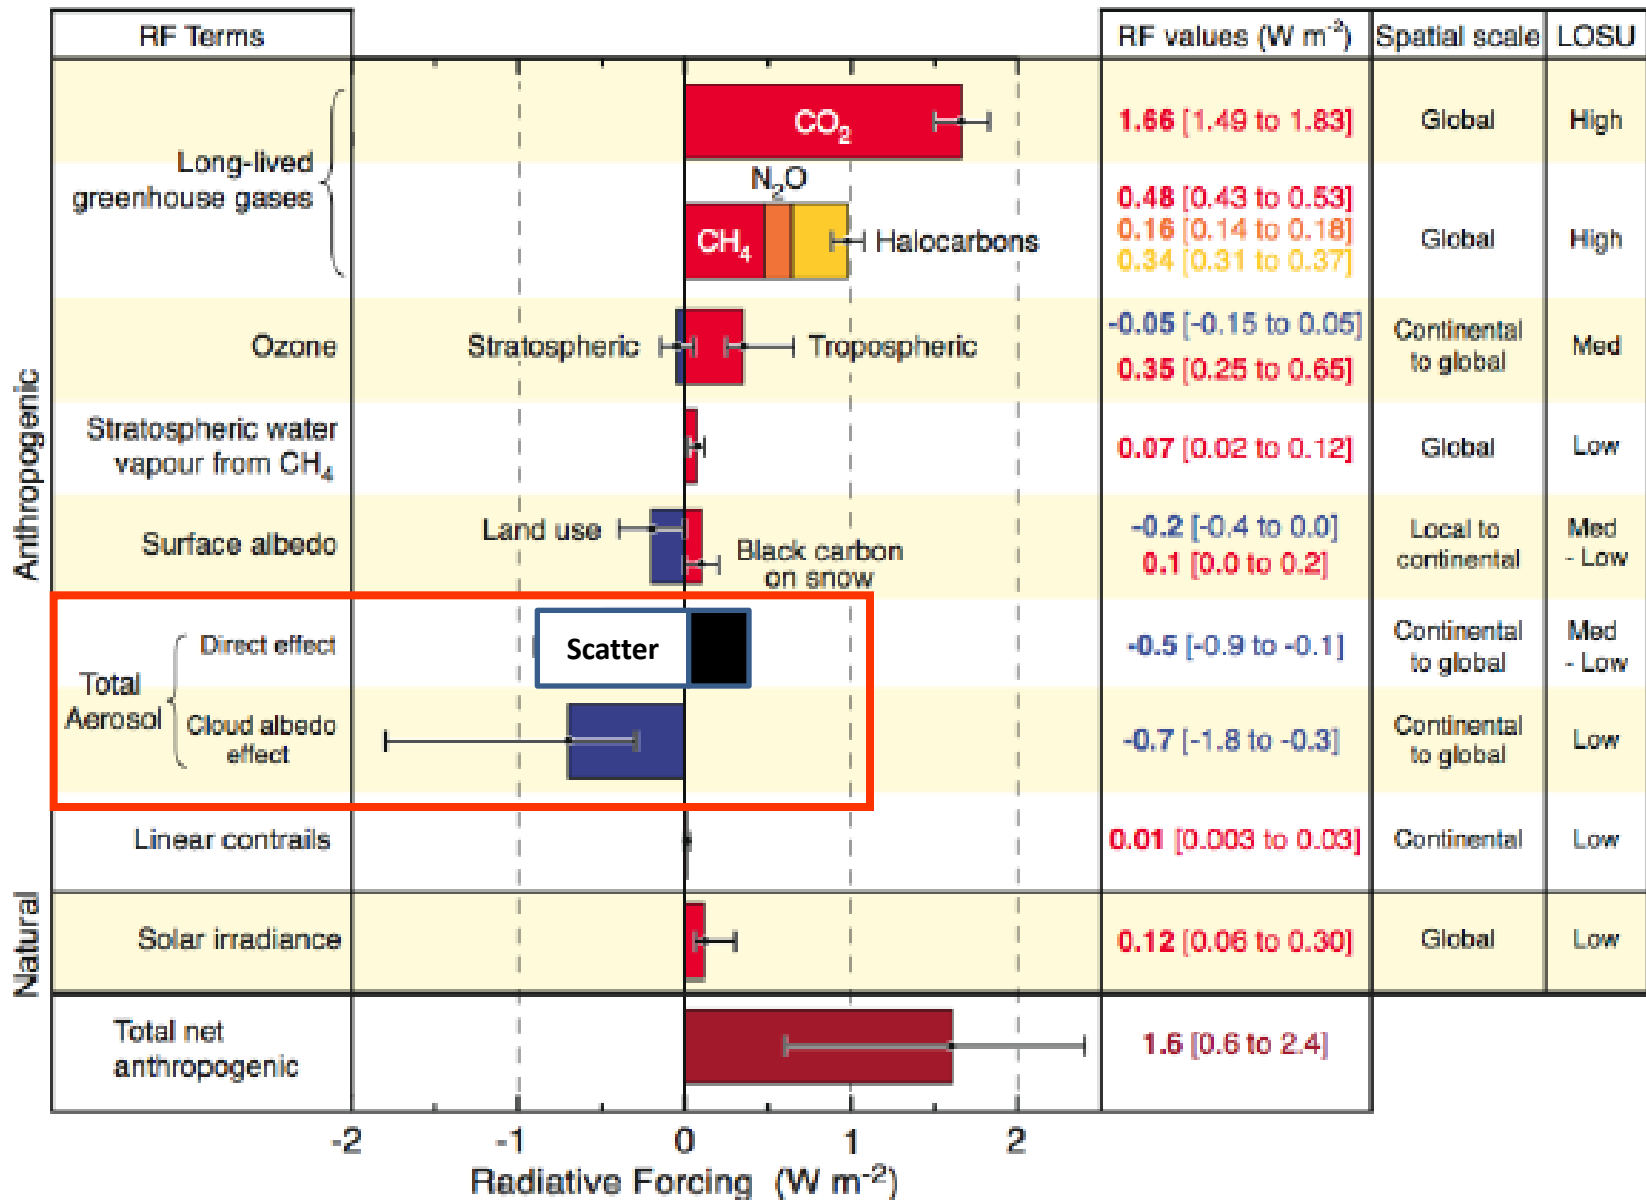 RF Terms
RF values (W m⁻²)
Spatial scale
LOSU
Anthropogenic
Long-lived
greenhouse gases
CO₂
1.66 [1.49 to 1.83]
Global
High
N₂O
CH₄
Halocarbons
0.48 [0.43 to 0.53]
0.16 [0.14 to 0.18]
0.34 [0.31 to 0.37]
Global
High
Ozone
Stratospheric
Tropospheric
-0.05 [-0.15 to 0.05]
0.35 [0.25 to 0.65]
Continental
to global
Med
Stratospheric water
vapour from CH₄
0.07 [0.02 to 0.12]
Global
Low
Surface albedo
Land use
Black carbon
on snow
-0.2 [-0.4 to 0.0]
0.1 [0.0 to 0.2]
Local to
continental
Med
- Low
Total
Aerosol
Direct effect
Scatter
-0.5 [-0.9 to -0.1]
Continental
to global
Med
- Low
Cloud albedo
effect
-0.7 [-1.8 to -0.3]
Continental
to global
Low
Linear contrails
0.01 [0.003 to 0.03]
Continental
Low
Natural
Solar irradiance
0.12 [0.06 to 0.30]
Global
Low
Total net
anthropogenic
1.6 [0.6 to 2.4]
-2 -1 0 1 2
Radiative Forcing (W m⁻²)